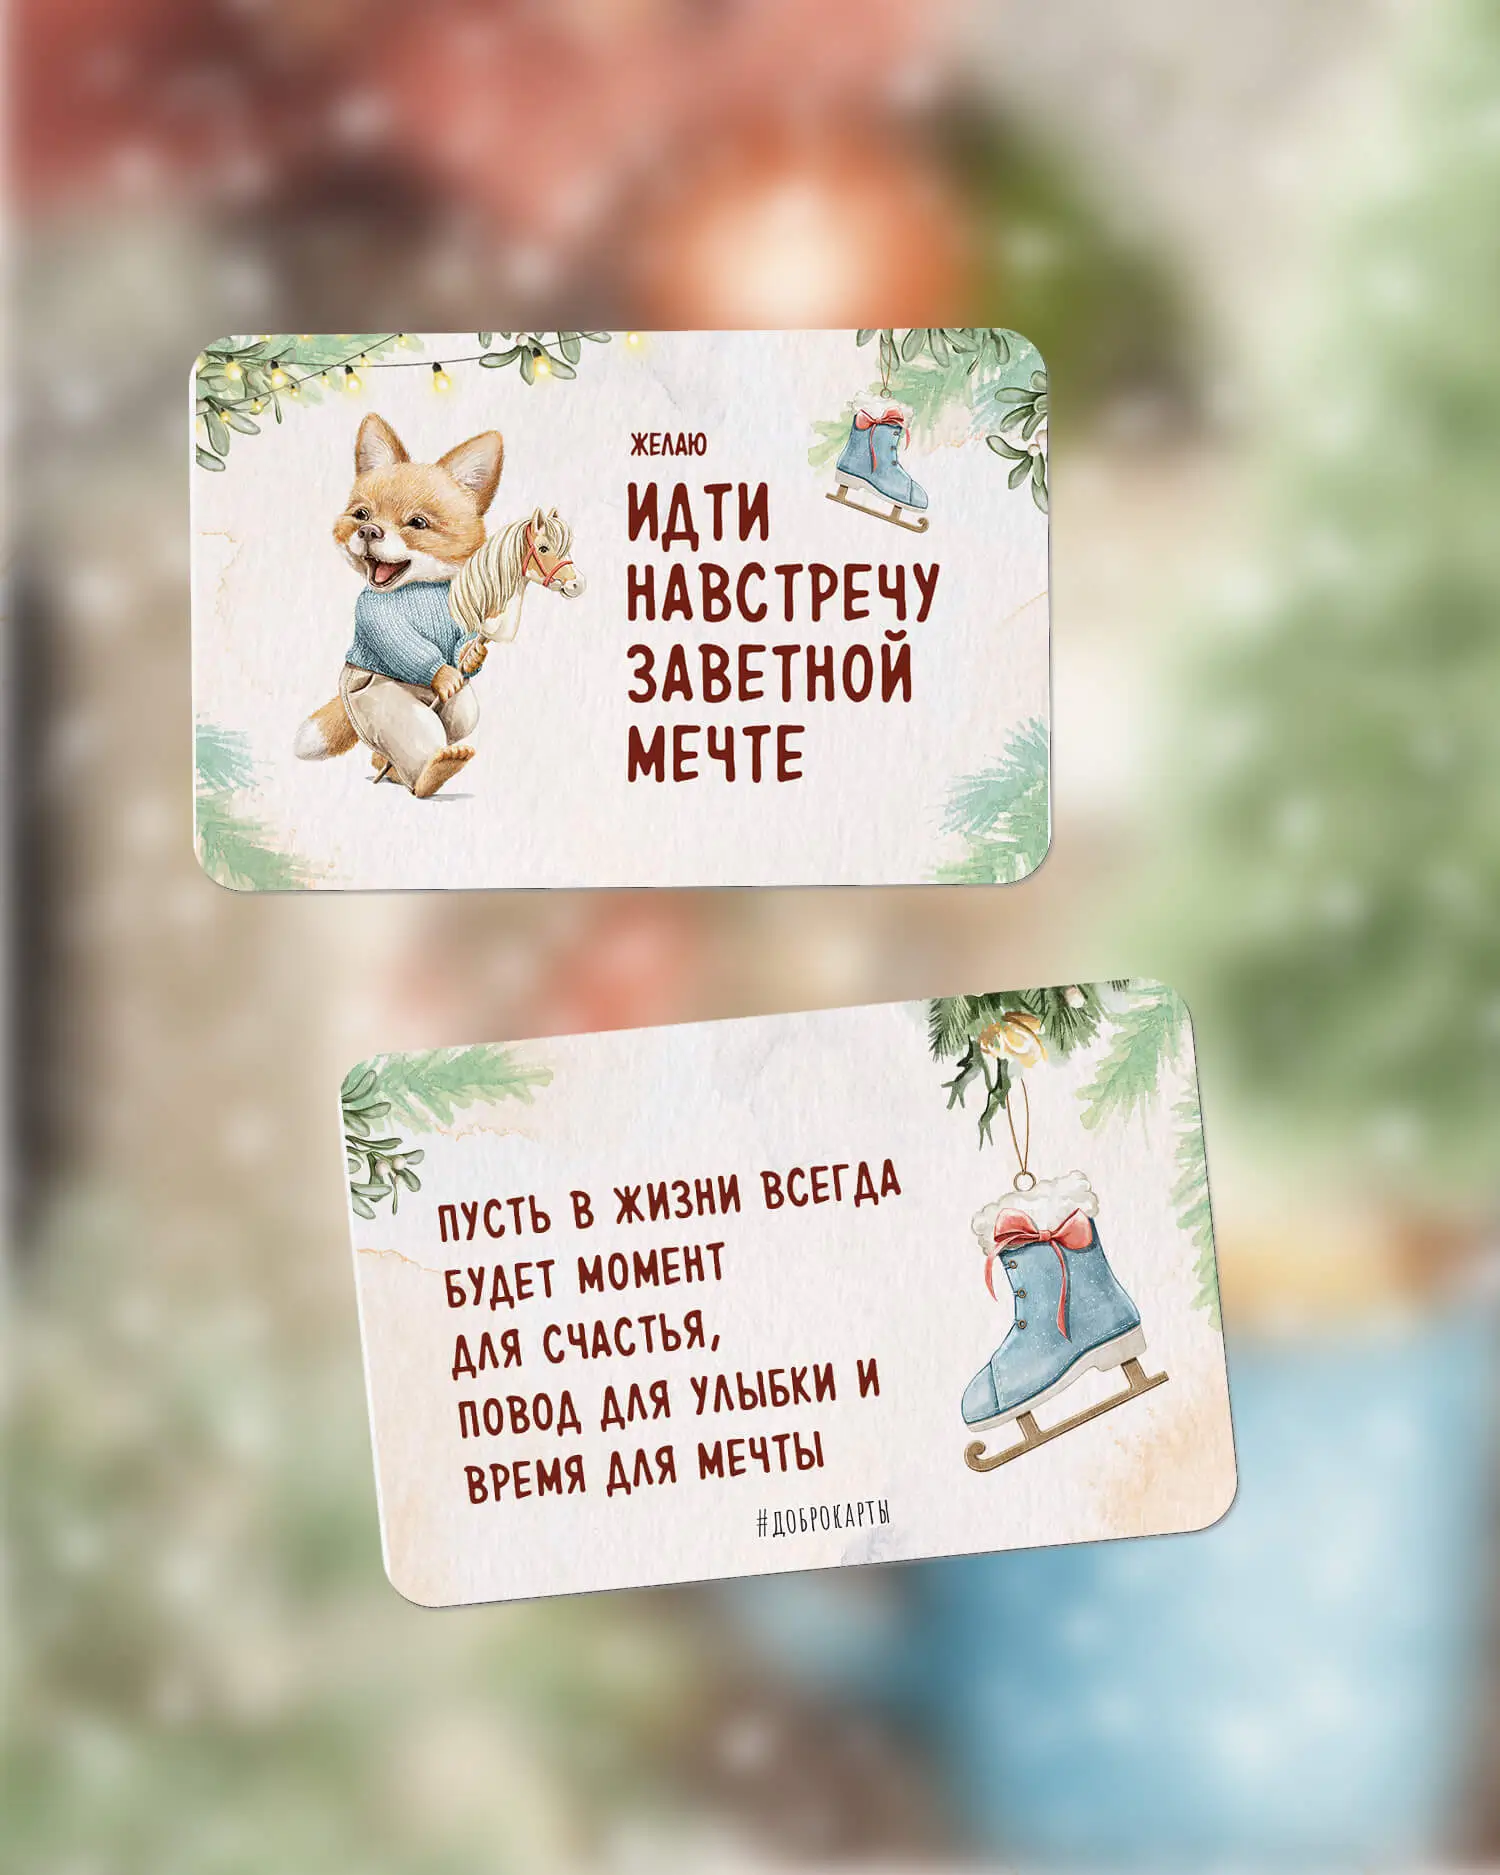 ЖЕЛАЮ
ИДТИ
НАВСТРЕЧУ
ЗАВЕТНОЙ
МЕЧТЕ
ПУСТЬ В ЖИЗНИ ВСЕГДА
БУДЕТ МОМЕНТ
ДЛЯ СЧАСТЬЯ,
ПОВОД ДЛЯ УЛЫБКИ И
ВРЕМЯ ДЛЯ МЕЧТЫ
#ДОБРОКАРТЫ